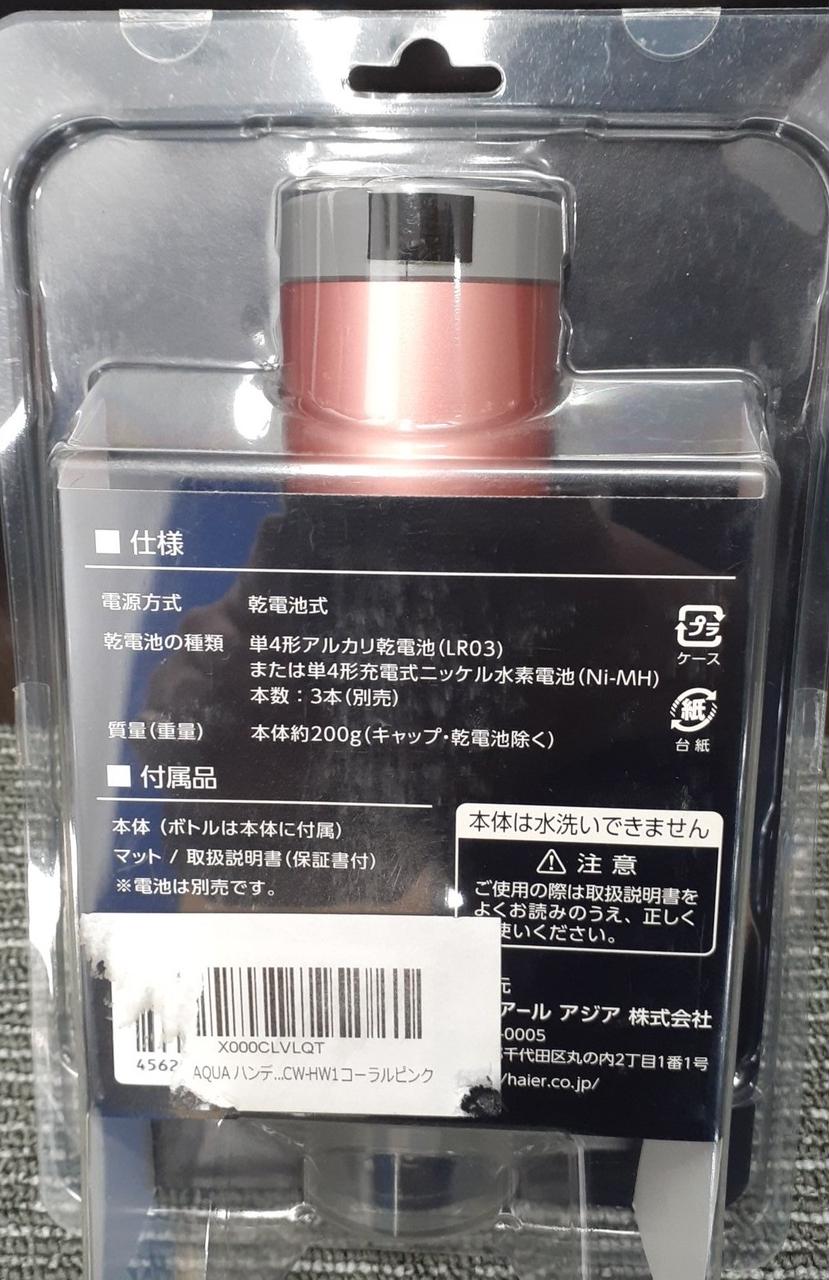 ■ 仕様
電源方式 乾電池式
乾電池の種類 単4形アルカリ乾電池(LR03)
または単4形充電式ニッケル水素電池(Ni-MH)
本数：3本(別売)
質量(重量) 本体約200g(キャップ・乾電池除く)
プラ
ケース
紙
台紙
■ 付属品
本体（ボトルは本体に付属)
マット / 取扱説明書(保証書付)
※電池は別売です。
本体は水洗いできません
注意
ご使用の際は取扱説明書を
よくお読みのうえ、正しく
使いください。
元
アール アジア 株式会社
-0005
千代田区丸の内2丁目1番1号
/haier.co.jp/
X000CLVLQT
4562
AQUA ハンデ...CW-HW1コーラルピンク